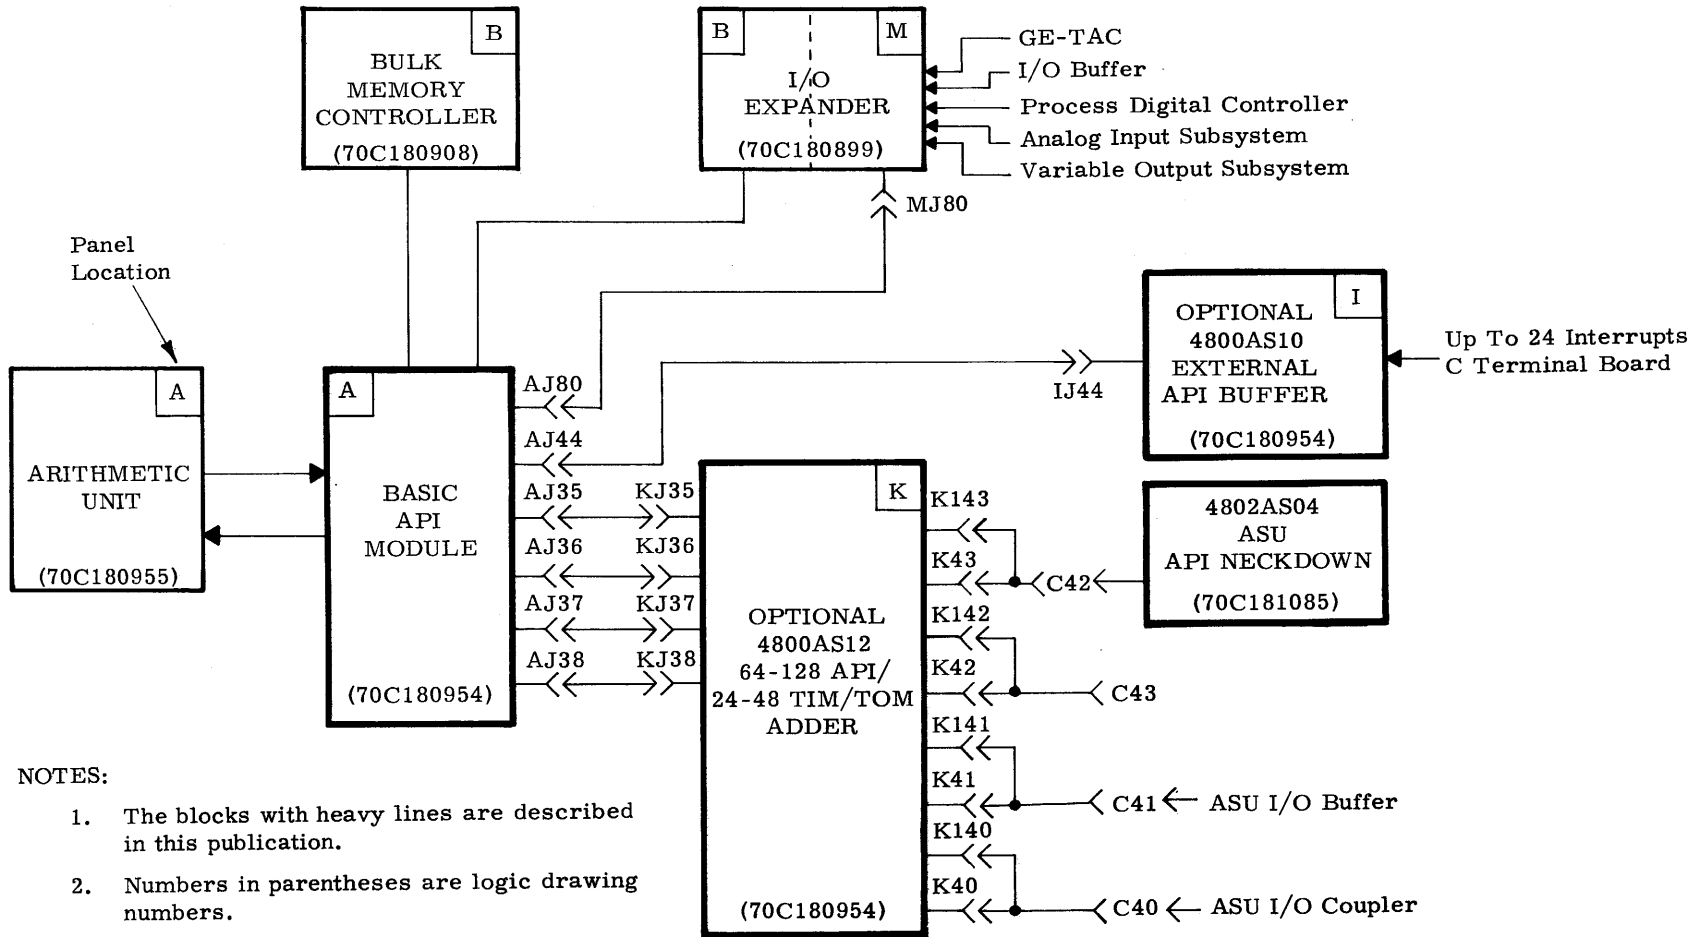 B
BULK
MEMORY
CONTROLLER
(70C180908)
B
M
I/O
EXPANDER
(70C180899)
GE-TAC
I/O Buffer
Process Digital Controller
Analog Input Subsystem
Variable Output Subsystem
MJ80
Panel
Location
A
ARITHMETIC
UNIT
(70C180955)
A
BASIC
API
MODULE
(70C180954)
AJ80
AJ44
AJ35
KJ35
AJ36
KJ36
AJ37
KJ37
AJ38
KJ38
IJ44
I
OPTIONAL
4800AS10
EXTERNAL
API BUFFER
(70C180954)
Up To 24 Interrupts
C Terminal Board
4802AS04
ASU
API NECKDOWN
(70C181085)
K
OPTIONAL
4800AS12
64-128 API/
24-48 TIM/TOM
ADDER
(70C180954)
K143
K43
C42
K142
K42
C43
K141
K41
C41
ASU I/O Buffer
K140
K40
C40
ASU I/O Coupler
NOTES:
1. The blocks with heavy lines are described
in this publication.
2. Numbers in parentheses are logic drawing
numbers.